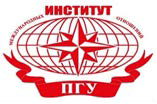 ИНСТИТУТ
МЕЖДУНАРОДНЫХ ОТНОШЕНИЙ
ПГУ